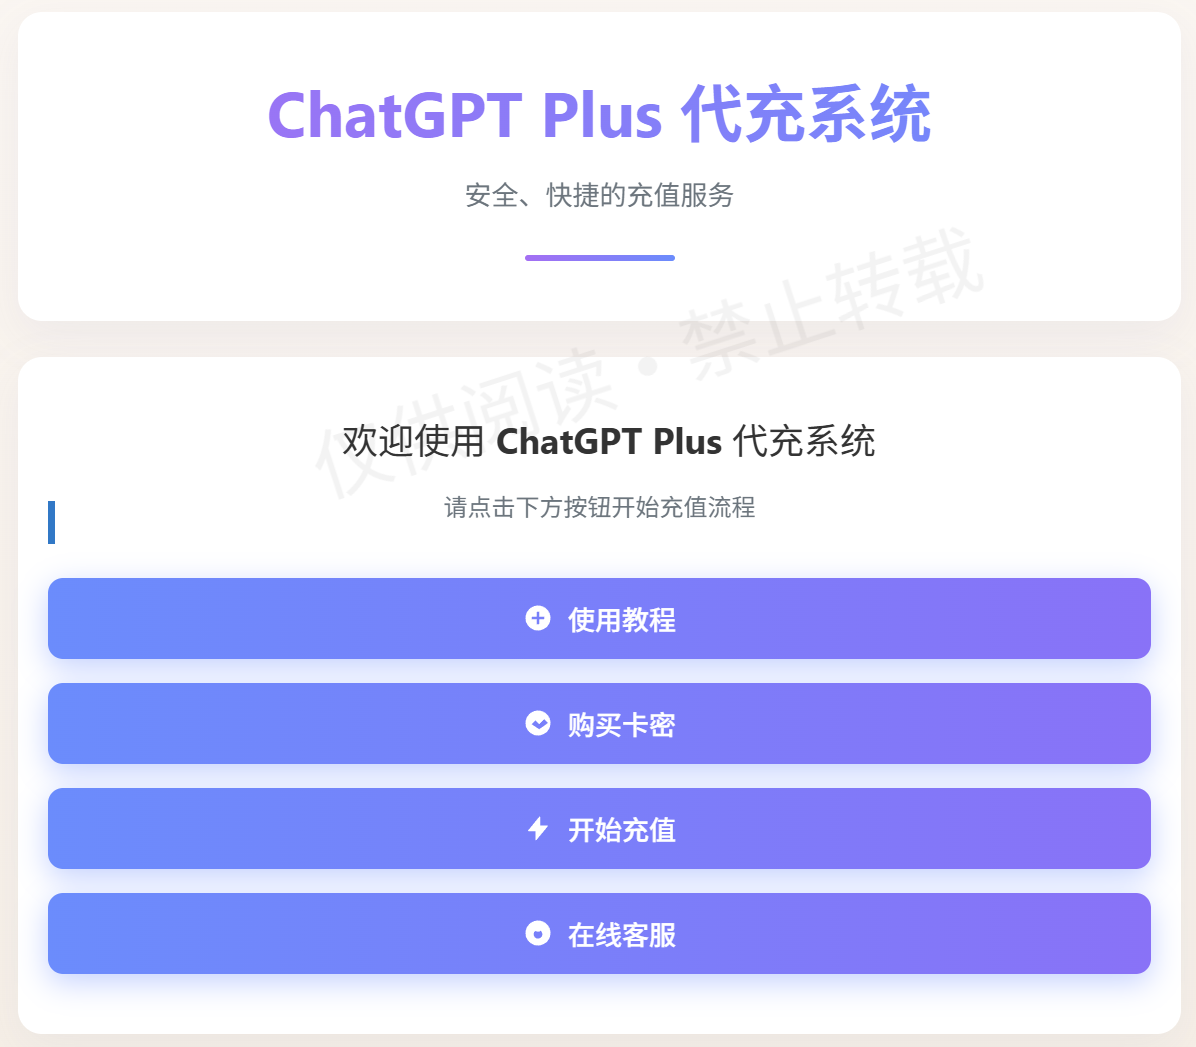 ChatGPT Plus 代充系统
安全、快捷的充值服务
仅供阅读・禁止转载
欢迎使用 ChatGPT Plus 代充系统
请点击下方按钮开始充值流程
使用教程
购买卡密
开始充值
在线客服